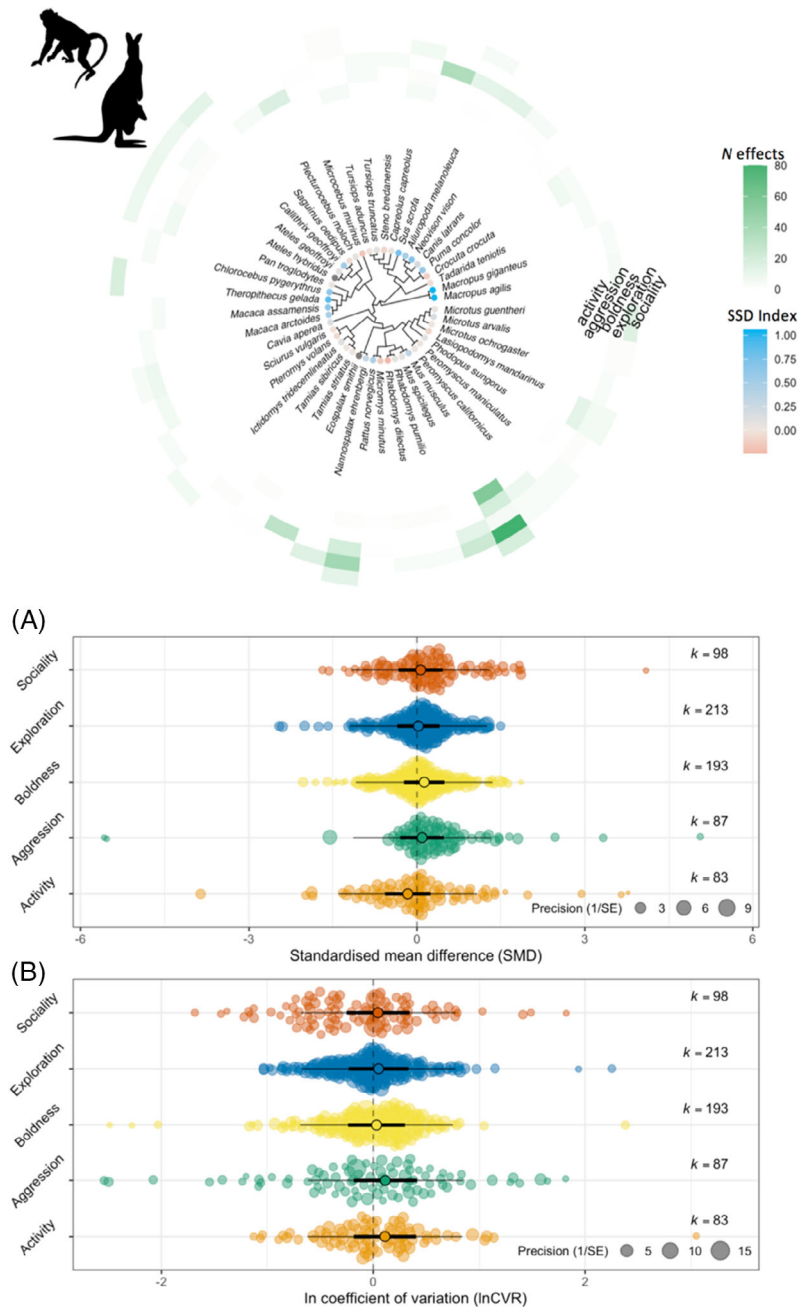 Plecturocebus moloch
Microcebus murinus
Tursiops aduncus
Tursiops truncatus
Steno bredanensis
Capreolus capreolus
Sus scrofa
Ailuropoda melanoleuca
Neovison vison
Canis latrans
Puma concolor
Crocuta crocuta
Tadarida teniotis
Macropus giganteus
Macropus agilis
Microtus guentheri
Microtus arvalis
Microtus ochrogaster
Lasiopodomys mandarinus
Phodopus sungorus
Peromyscus maniculatus
Peromyscus californicus
Mus musculus
Mus spicilegus
Rhabdomys pumilio
Rhabdomys dilectus
Micromys minutus
Rattus norvegicus
Nannospalax ehrenbergi
Eospalax smithii
Tamias striatus
Tamias sibiricus
Ictidomys tridecemlineatus
Pteromys volans
Sciurus vulgaris
Cavia aperea
Macaca arctoides
Macaca assamensis
Theropithecus gelada
Chlorocebus pygerythrus
Pan troglodytes
Ateles hybridus
Ateles geoffroyi
Callithrix geoffroyi
Saguinus oedipus
activity
aggression
boldness
exploration
sociality
N effects
80
60
40
20
0
SSD Index
1.00
0.75
0.50
0.25
0.00
(A)
Sociality
k = 98
Exploration
k = 213
Boldness
k = 193
Aggression
k = 87
Activity
k = 83
Precision (1/SE) 3 6 9
-6 -3 0 3 6
Standardised mean difference (SMD)
(B)
Sociality
k = 98
Exploration
k = 213
Boldness
k = 193
Aggression
k = 87
Activity
k = 83
Precision (1/SE) 5 10 15
-2 0 2
ln coefficient of variation (lnCVR)